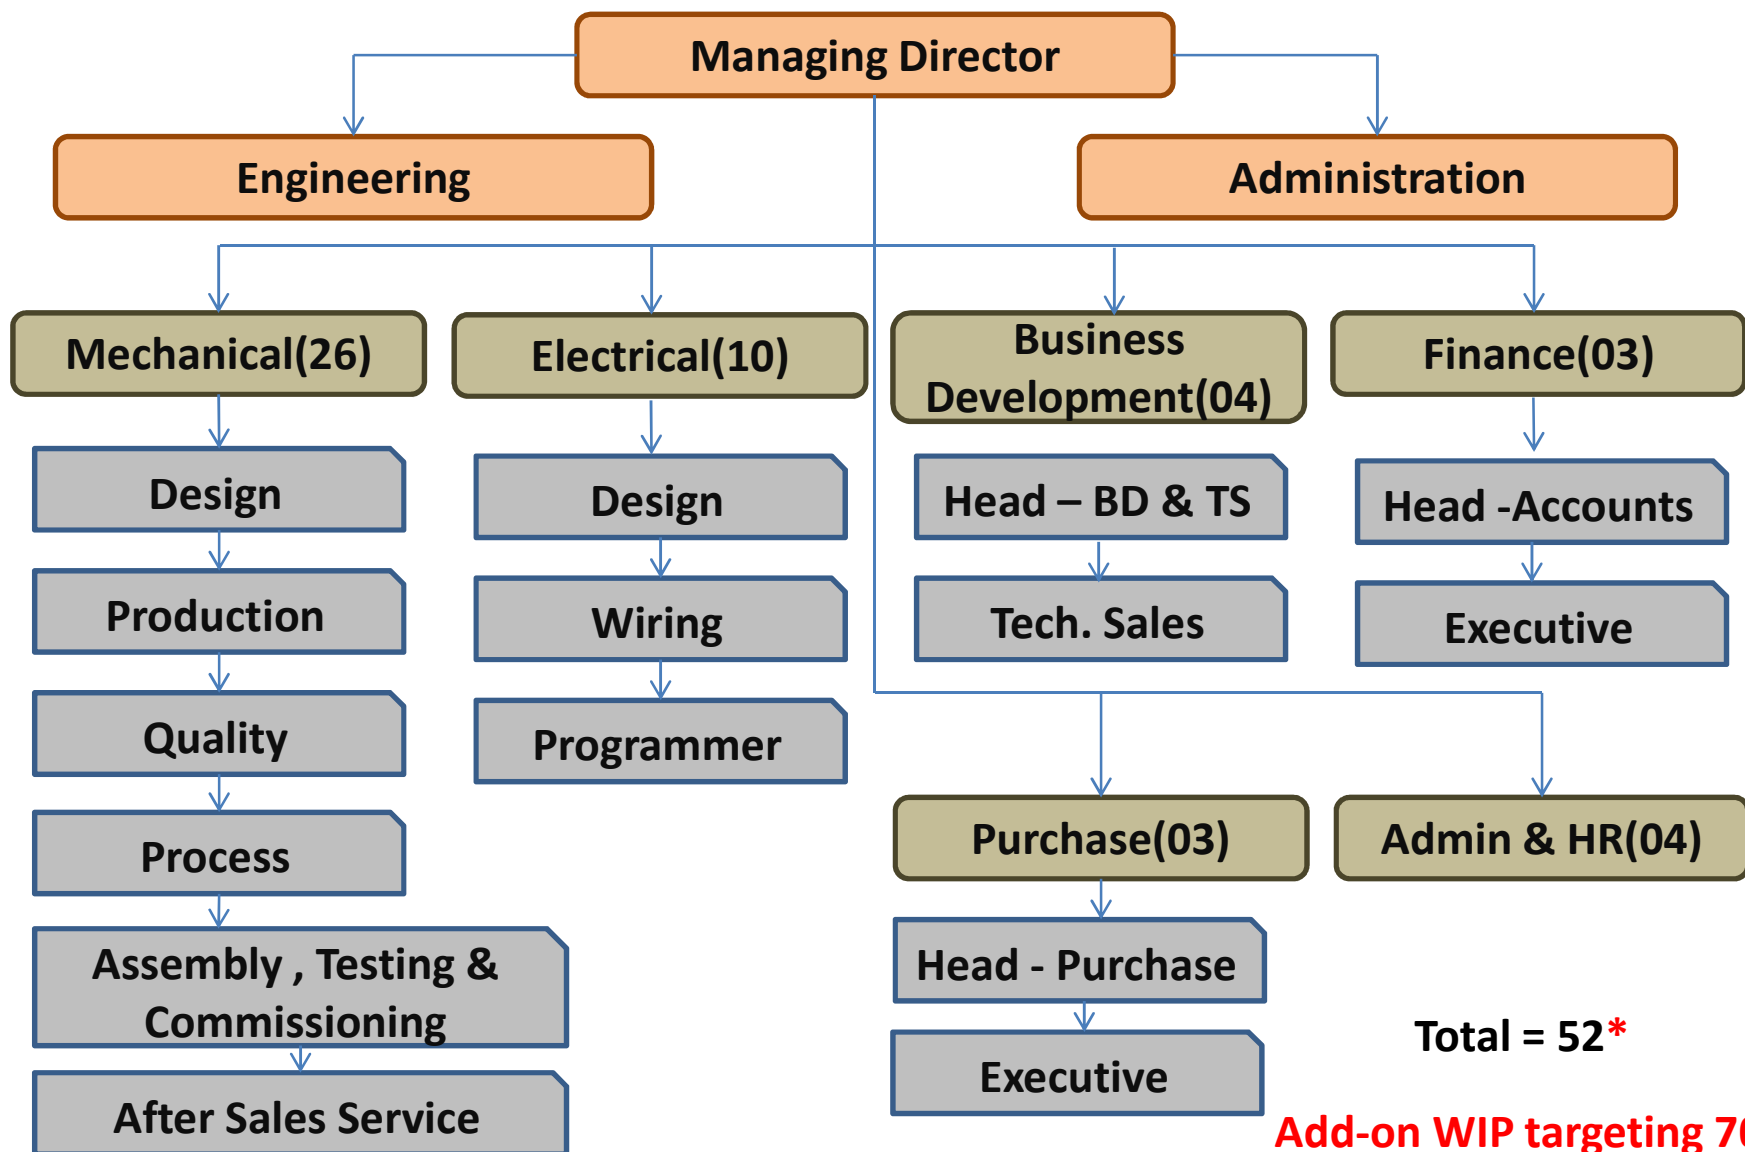 Managing Director
Engineering
Administration
Mechanical(26)
Electrical(10)
Business
Development(04)
Finance(03)
Design
Production
Quality
Process
Assembly , Testing &
Commissioning
After Sales Service
Design
Wiring
Programmer
Head – BD & TS
Tech. Sales
Head -Accounts
Executive
Purchase(03)
Admin & HR(04)
Head - Purchase
Executive
Total = 52*
Add-on WIP targeting